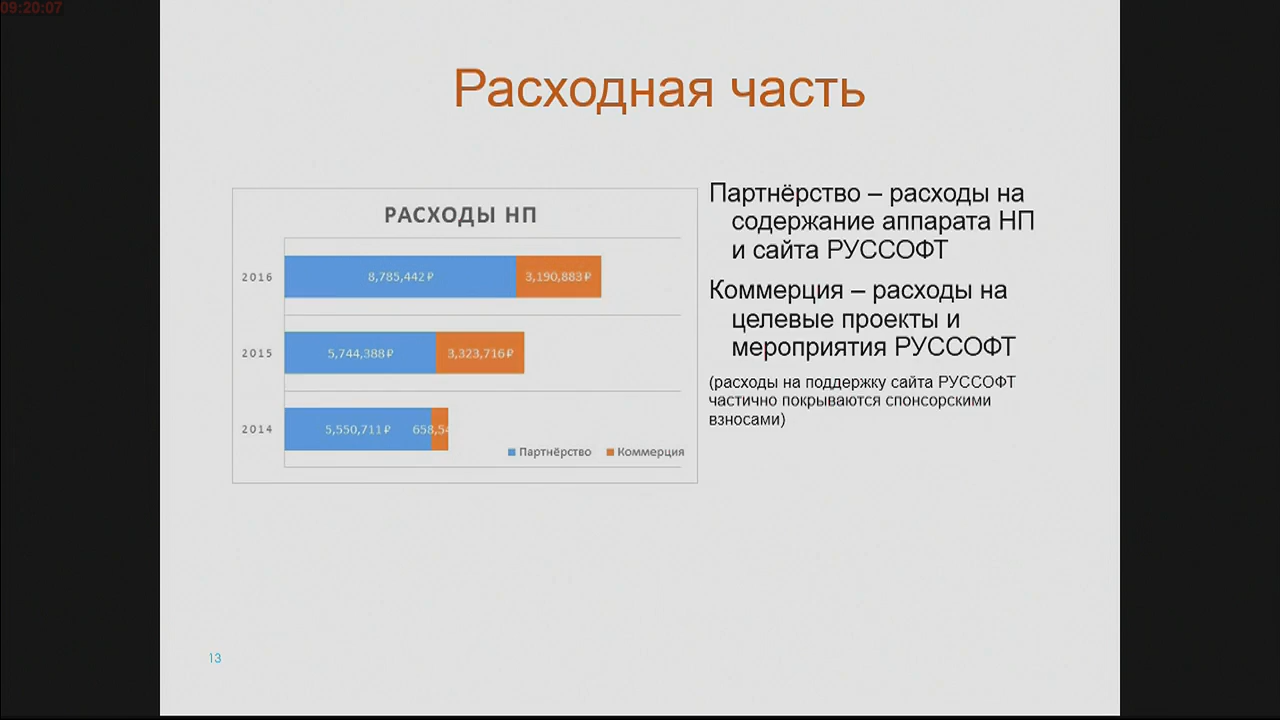 09:20:07
Расходная часть
РАСХОДЫ НП
2016
8,785,442 ₽
3,190,883 ₽
2015
5,744,388 ₽
3,323,716 ₽
2014
5,550,711 ₽
658,54
Партнёрство
Коммерция
Партнёрство – расходы на
содержание аппарата НП
и сайта РУССОФТ
Коммерция – расходы на
целевые проекты и
мероприятия РУССОФТ
(расходы на поддержку сайта РУССОФТ
частично покрываются спонсорскими
взносами)
13